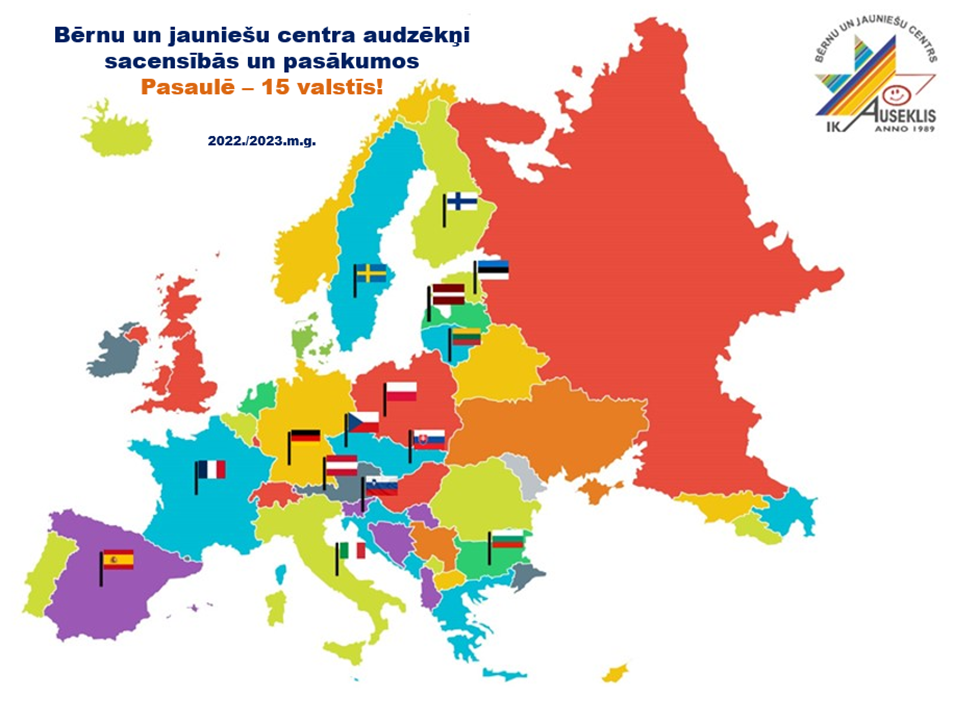 Bērnu un jauniešu centra audzēkņi
sacensībās un pasākumos
Pasaulē – 15 valstīs!
2022./2023.m.g.
BĒRNU UN JAUNIEŠU CENTRS
AUSEKLIS
IK
ANNO 1989